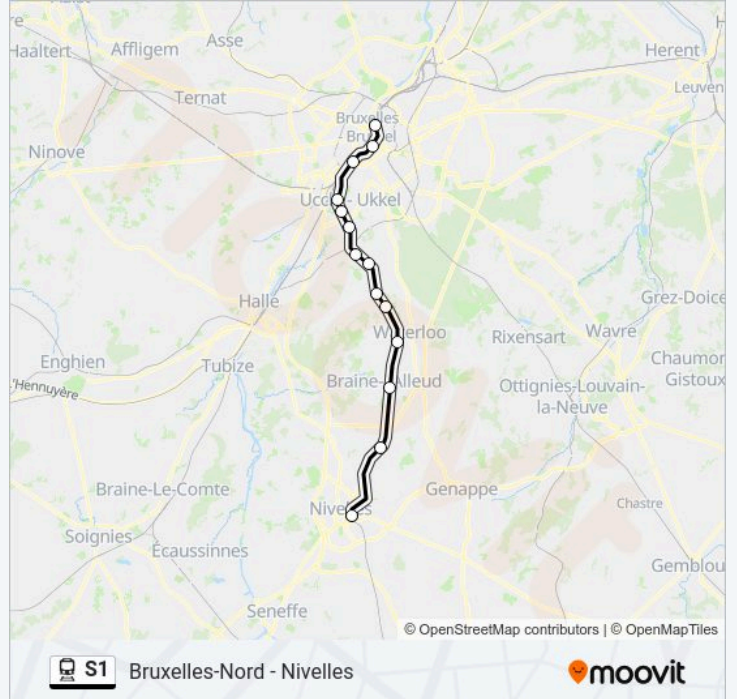 Haaltert
Affligem
Asse
Herent
Leuven
Ternat
Bruxelles
- Brussel
Ninove
Uccle - Ukkel
Halle
Grez-Doice
Waterloo
Rixensart
Wavre
Enghien
Tubize
Chaumon
Gistoux
'Hennuyère
Braine-l'Alleud
Ottignies-Louvain-
la-Neuve
Braine-Le-Comte
Genappe
Chastre
Nivelles
Soignies
Écaussinnes
Gemblou
Seneffe
© OpenStreetMap contributors | © OpenMapTiles
S1 Bruxelles-Nord - Nivelles
moovit